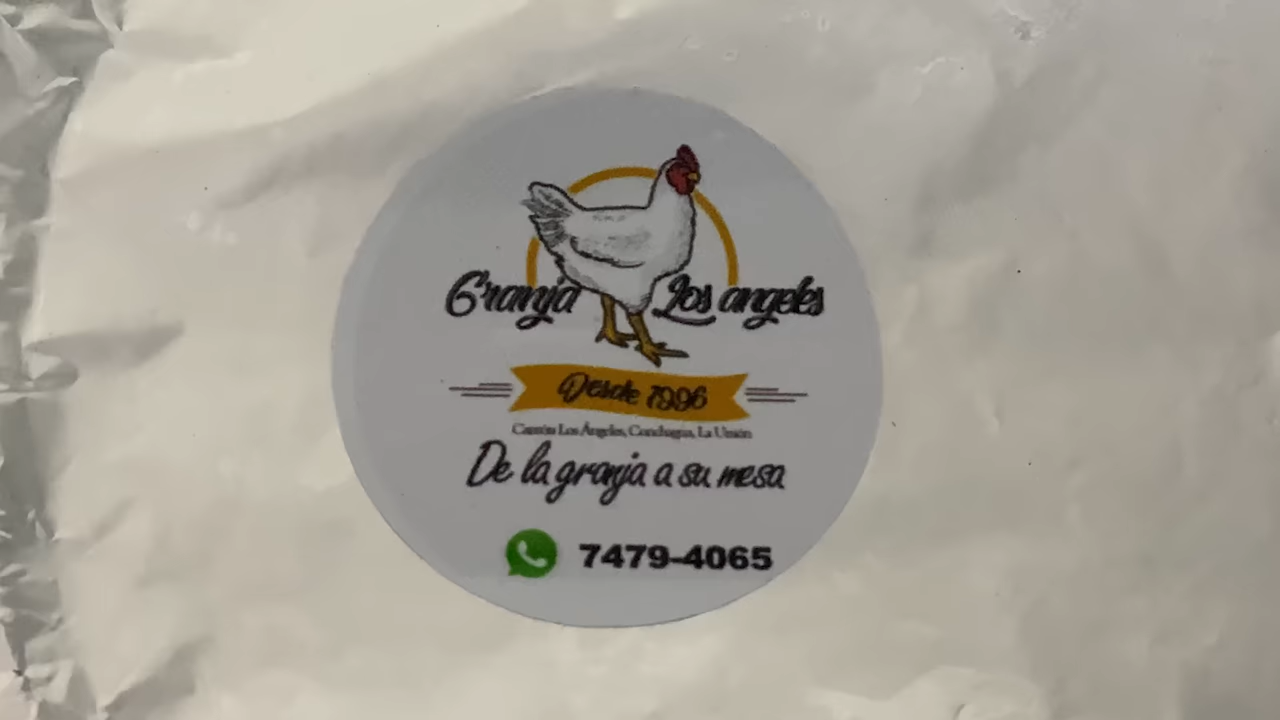 Granja Los angeles
Desde 1996
Cantón Los Ángeles, Conchagua, La Unión
De la granja a su mesa
7479-4065